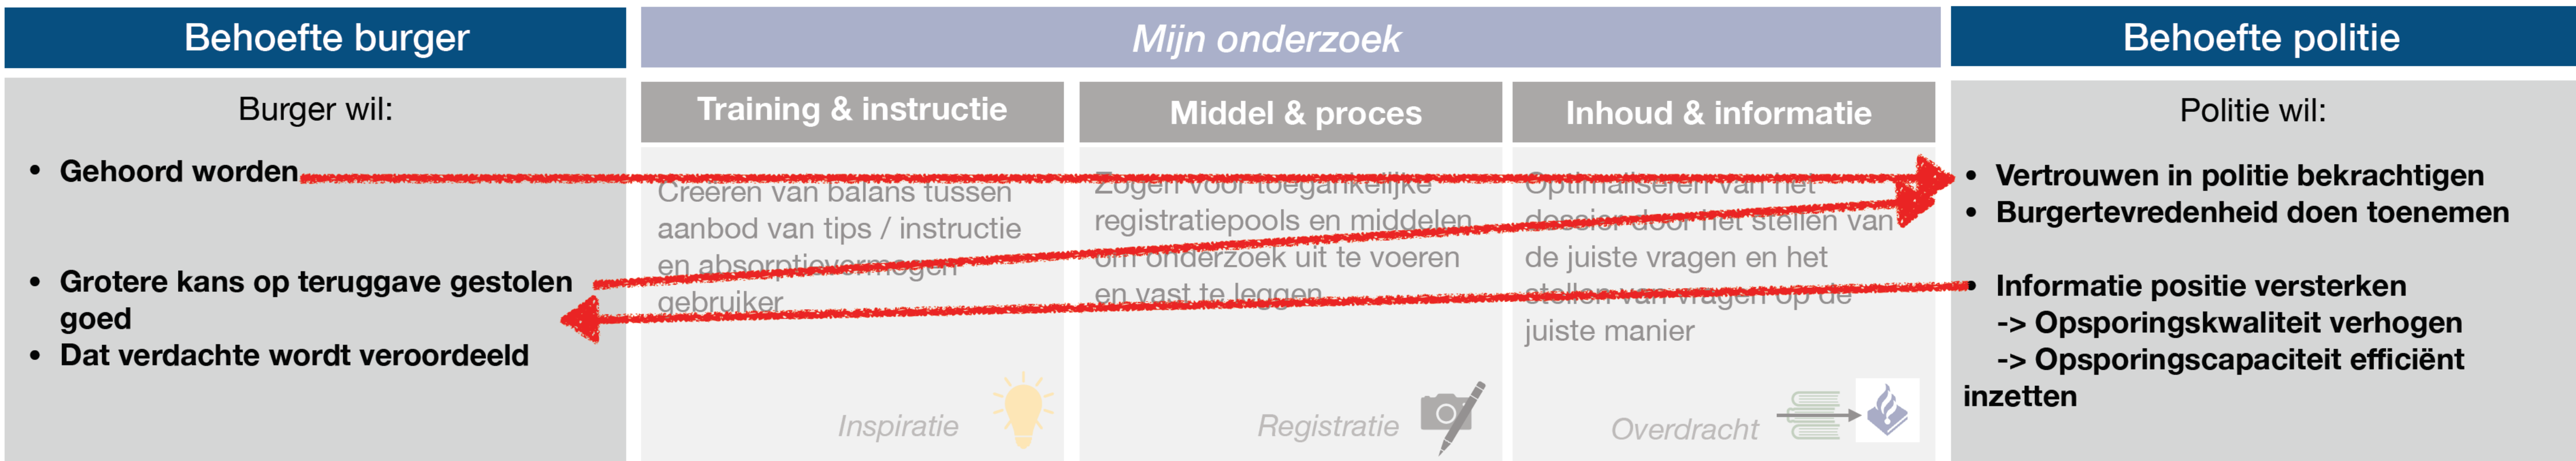 Behoefte burger
Burger wil:
• Gehoord worden
• Grotere kans op teruggave gestolen
goed
• Dat verdachte wordt veroordeeld
Mijn onderzoek
Training & instructie
Creëren van balans tussen
aanbod van tips / instructie
en absorptievermogen
gebruiker
Inspiratie
Middel & proces
Zogen voor toegankelijke
registratiepools en middelen
om onderzoek uit te voeren
en vast te leggen
Registratie
Inhoud & informatie
Optimaliseren van het
dossier door het stellen van
de juiste vragen en het
stellen van vragen op de
juiste manier
Overdracht
Behoefte politie
Politie wil:
• Vertrouwen in politie bekrachtigen
• Burgertevredenheid doen toenemen
• Informatie positie versterken
-> Opsporingskwaliteit verhogen
-> Opsporingscapaciteit efficiënt
inzetten